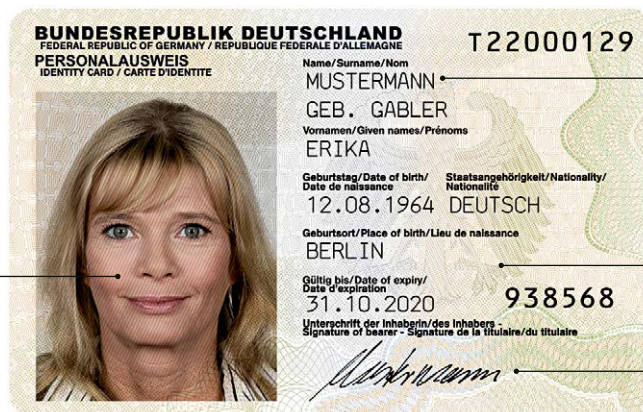 BUNDESREPUBLIK DEUTSCHLAND
FEDERAL REPUBLIC OF GERMANY / REPUBLIQUE FEDERALE D'ALLEMAGNE
PERSONALAUSWEIS
IDENTITY CARD / CARTE D'IDENTITE
T22000129
Name/Surname/Nom
MUSTERMANN
GEB. GABLER
Vornamen/Given names/Prénoms
ERIKA
Geburtstag/Date of birth/
Date de naissance
Staatsangehörigkeit/Nationality/
Nationalité
12.08.1964 DEUTSCH
Geburtsort/Place of birth/Lieu de naissance
BERLIN
Gültig bis/Date of expiry/
Date d'expiration
31.10.2020 938568
Unterschrift der Inhaberin/des Inhabers -
Signature of bearer - Signature de la titulaire/du titulaire
Mustermann